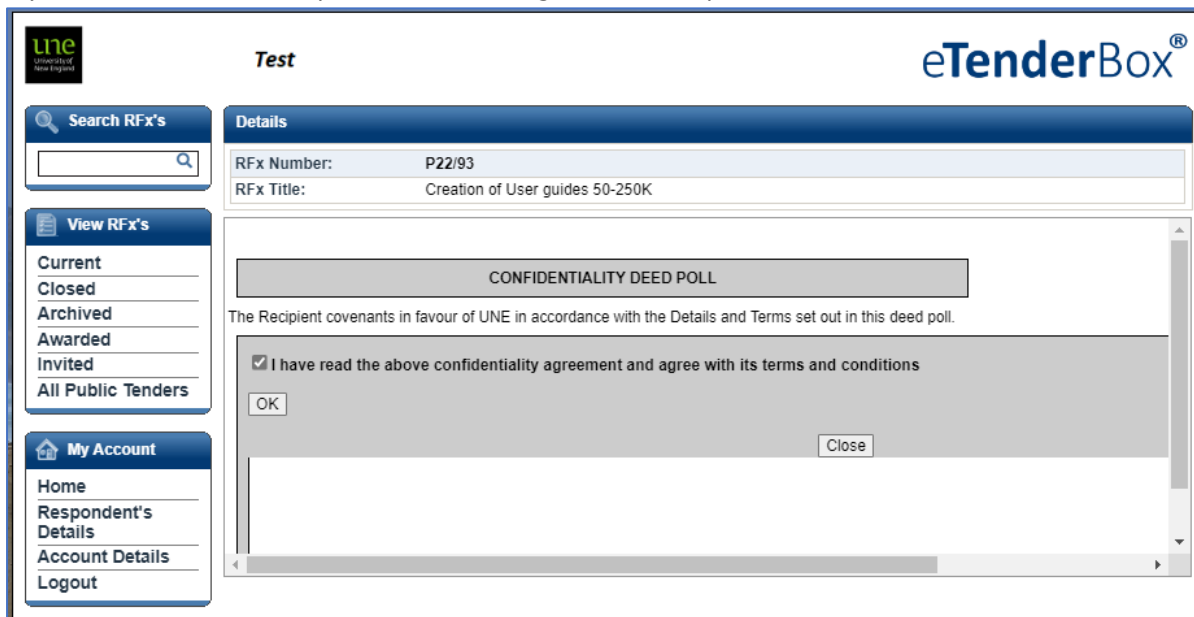 une
University of
New England
Test
eTenderBox®
Search RFx's
View RFx's
Current
Closed
Archived
Awarded
Invited
All Public Tenders
My Account
Home
Respondent's
Details
Account Details
Logout
Details
RFx Number: P22/93
RFx Title: Creation of User guides 50-250K
CONFIDENTIALITY DEED POLL
The Recipient covenants in favour of UNE in accordance with the Details and Terms set out in this deed poll.
I have read the above confidentiality agreement and agree with its terms and conditions
OK
Close